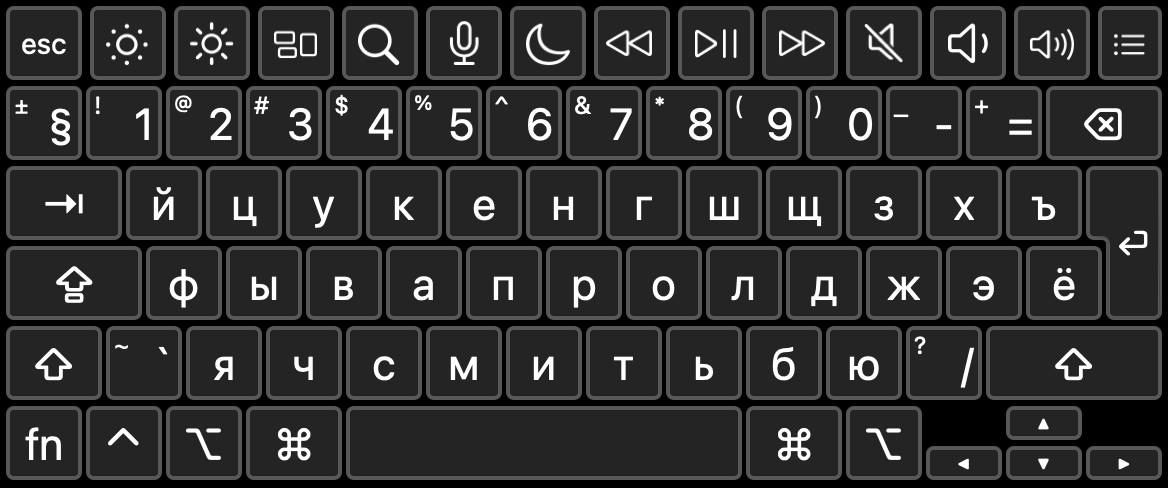 esc
± § ! 1 @ 2 # 3 $ 4 % 5 ^ 6 & 7 * 8 ( 9 ) 0 _ - + =
й ц у к е н г ш щ з х ъ
ф ы в а п р о л д ж э ё
~ ` я ч с м и т ь б ю ? /
fn ^ ⌥ ⌘ ⌘ ⌥